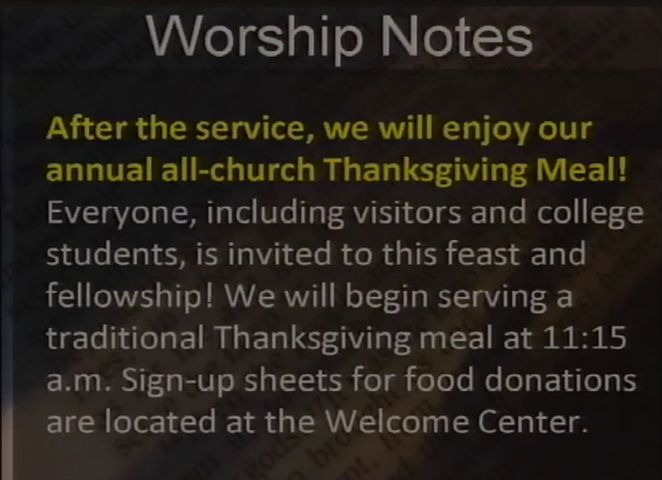 Worship Notes
After the service, we will enjoy our
annual all-church Thanksgiving Meal!
Everyone, including visitors and college
students, is invited to this feast and
fellowship! We will begin serving a
traditional Thanksgiving meal at 11:15
a.m. Sign-up sheets for food donations
are located at the Welcome Center.